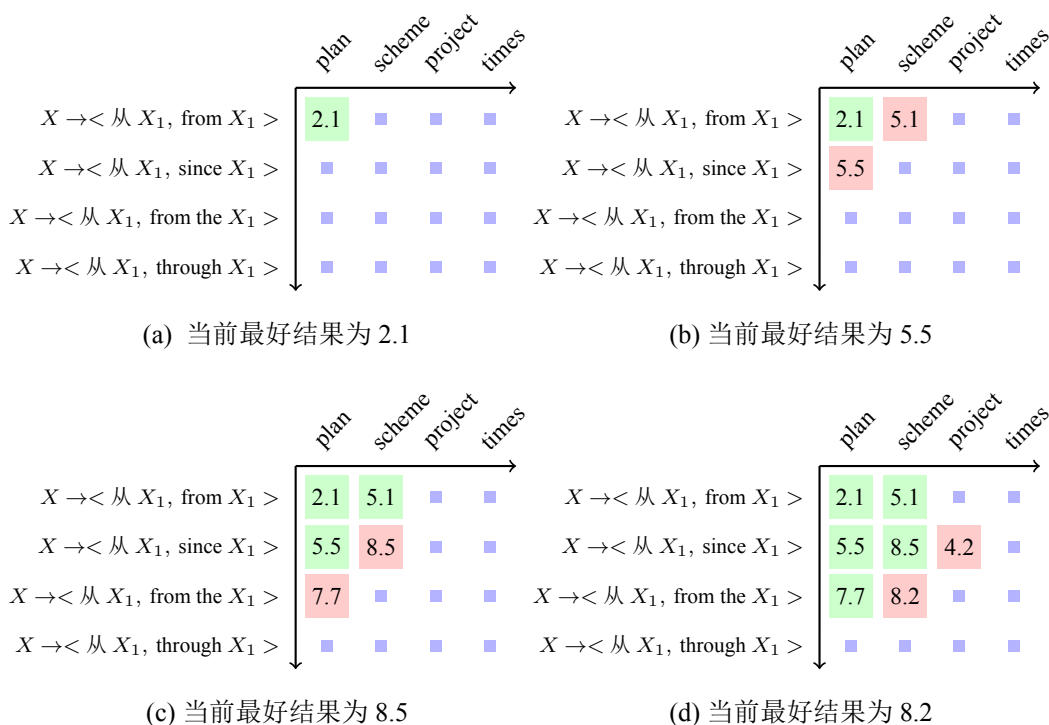 plan scheme project times
X →< 从 X₁, from X₁ > 2.1
X →< 从 X₁, since X₁ >
X →< 从 X₁, from the X₁ >
X →< 从 X₁, through X₁ >
(a) 当前最好结果为 2.1
plan scheme project times
X →< 从 X₁, from X₁ > 2.1 5.1
X →< 从 X₁, since X₁ > 5.5
X →< 从 X₁, from the X₁ >
X →< 从 X₁, through X₁ >
(b) 当前最好结果为 5.5
plan scheme project times
X →< 从 X₁, from X₁ > 2.1 5.1
X →< 从 X₁, since X₁ > 5.5 8.5
X →< 从 X₁, from the X₁ > 7.7
X →< 从 X₁, through X₁ >
(c) 当前最好结果为 8.5
plan scheme project times
X →< 从 X₁, from X₁ > 2.1 5.1
X →< 从 X₁, since X₁ > 5.5 8.5 4.2
X →< 从 X₁, from the X₁ > 7.7 8.2
X →< 从 X₁, through X₁ >
(d) 当前最好结果为 8.2